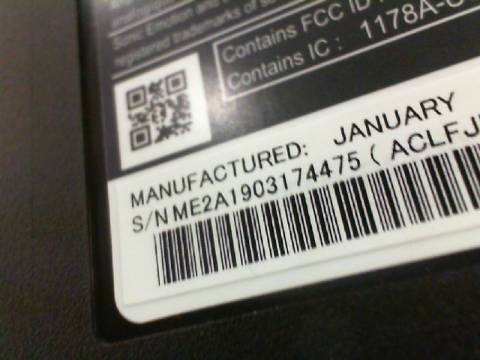 Sonic Emotion and
registered trademarks of
Contains FCC ID
Contains IC : 1178A-
MANUFACTURED: JANUARY
S/N ME2A1903174475 ( ACLFJ